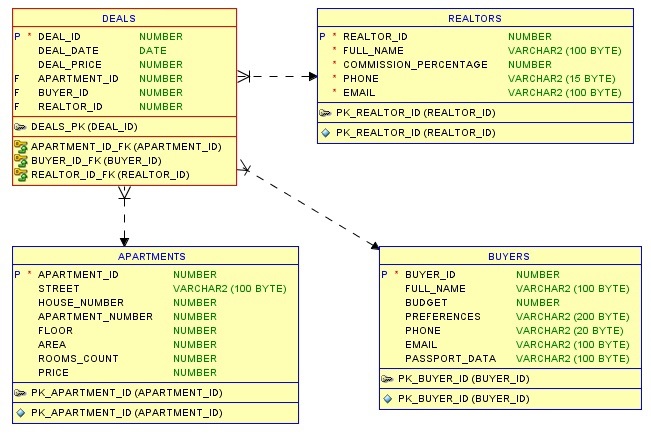 DEALS
P * DEAL_ID NUMBER
DEAL_DATE DATE
DEAL_PRICE NUMBER
F APARTMENT_ID NUMBER
F BUYER_ID NUMBER
F REALTOR_ID NUMBER
DEALS_PK (DEAL_ID)
APARTMENT_ID_FK (APARTMENT_ID)
BUYER_ID_FK (BUYER_ID)
REALTOR_ID_FK (REALTOR_ID)
REALTORS
P * REALTOR_ID NUMBER
* FULL_NAME VARCHAR2 (100 BYTE)
* COMMISSION_PERCENTAGE NUMBER
* PHONE VARCHAR2 (15 BYTE)
* EMAIL VARCHAR2 (100 BYTE)
PK_REALTOR_ID (REALTOR_ID)
PK_REALTOR_ID (REALTOR_ID)
APARTMENTS
P * APARTMENT_ID NUMBER
STREET VARCHAR2 (100 BYTE)
HOUSE_NUMBER NUMBER
APARTMENT_NUMBER NUMBER
FLOOR NUMBER
AREA NUMBER
ROOMS_COUNT NUMBER
PRICE NUMBER
PK_APARTMENT_ID (APARTMENT_ID)
PK_APARTMENT_ID (APARTMENT_ID)
BUYERS
P * BUYER_ID NUMBER
FULL_NAME VARCHAR2 (100 BYTE)
BUDGET NUMBER
PREFERENCES VARCHAR2 (200 BYTE)
PHONE VARCHAR2 (20 BYTE)
EMAIL VARCHAR2 (100 BYTE)
PASSPORT_DATA VARCHAR2 (100 BYTE)
PK_BUYER_ID (BUYER_ID)
PK_BUYER_ID (BUYER_ID)